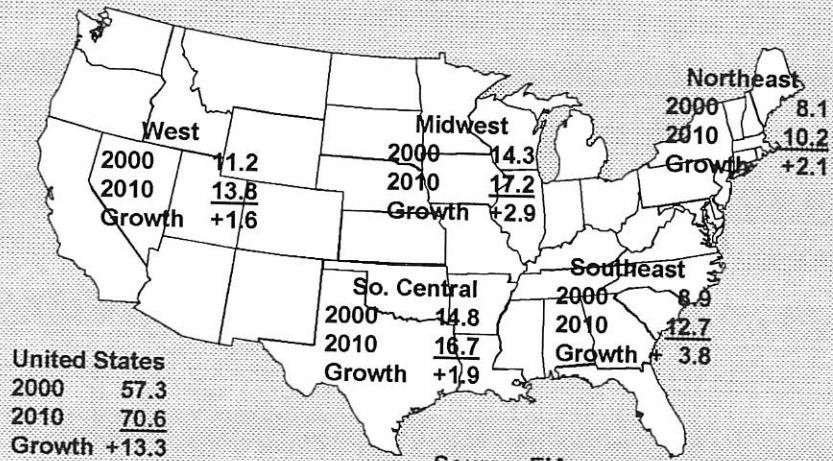 Northeast
2000 8.1
2010 10.2
Growth +2.1
West
2000 11.2
2010 13.8
Growth +1.6
Midwest
2000 14.3
2010 17.2
Growth +2.9
So. Central
2000 14.8
2010 16.7
Growth +1.9
Southeast
2000 8.9
2010 12.7
Growth + 3.8
United States
2000 57.3
2010 70.6
Growth +13.3